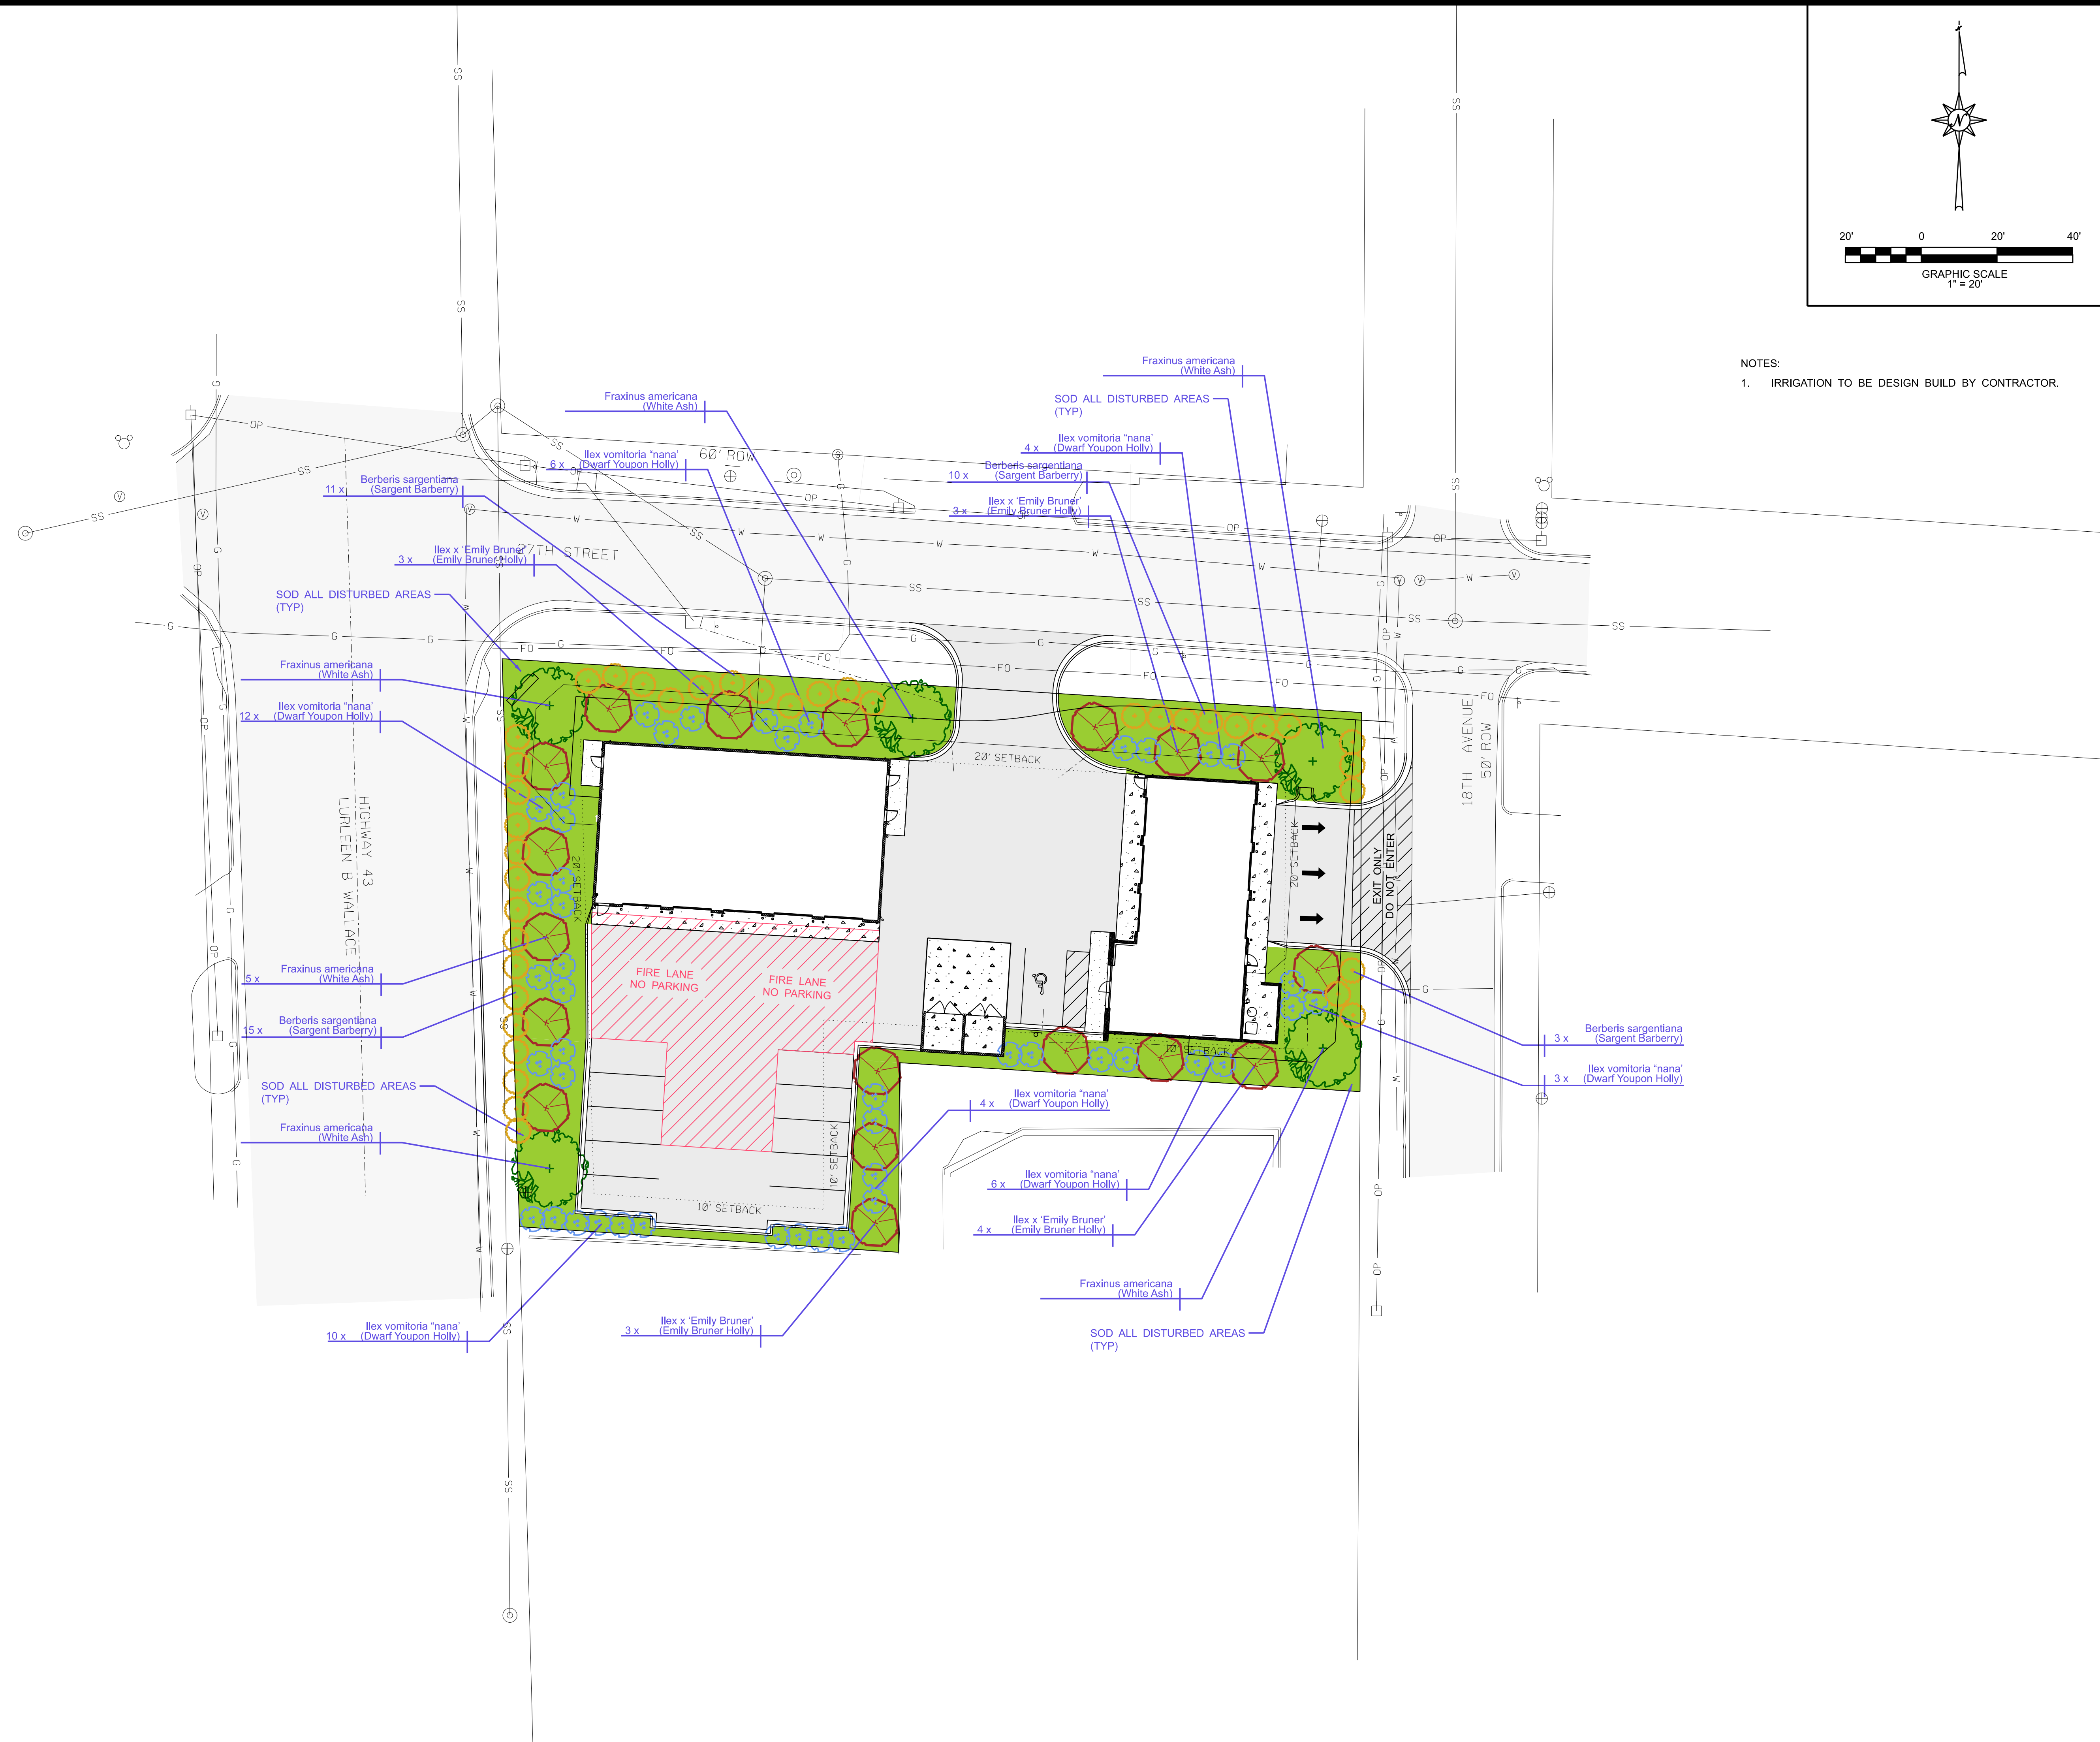 20' 0 20' 40'
GRAPHIC SCALE
1" = 20'
N
NOTES:
1. IRRIGATION TO BE DESIGN BUILD BY CONTRACTOR.
Fraxinus americana
(White Ash)
SOD ALL DISTURBED AREAS
(TYP)
Ilex vomitoria “nana’
4 x (Dwarf Youpon Holly)
Berberis sargentiana
10 x (Sargent Barberry)
Ilex x ‘Emily Bruner’
3 x (Emily Bruner Holly)
Fraxinus americana
(White Ash)
Ilex vomitoria “nana’
6 x (Dwarf Youpon Holly)
Berberis sargentiana
11 x (Sargent Barberry)
Ilex x ‘Emily Bruner’
3 x (Emily Bruner Holly)
SOD ALL DISTURBED AREAS
(TYP)
Fraxinus americana
(White Ash)
Ilex vomitoria “nana’
12 x (Dwarf Youpon Holly)
Fraxinus americana
5 x (White Ash)
Berberis sargentiana
15 x (Sargent Barberry)
SOD ALL DISTURBED AREAS
(TYP)
Fraxinus americana
(White Ash)
Ilex vomitoria “nana’
10 x (Dwarf Youpon Holly)
Ilex x ‘Emily Bruner’
3 x (Emily Bruner Holly)
Ilex vomitoria “nana’
4 x (Dwarf Youpon Holly)
Ilex vomitoria “nana’
6 x (Dwarf Youpon Holly)
Ilex x ‘Emily Bruner’
4 x (Emily Bruner Holly)
Fraxinus americana
(White Ash)
SOD ALL DISTURBED AREAS
(TYP)
Berberis sargentiana
3 x (Sargent Barberry)
Ilex vomitoria “nana’
3 x (Dwarf Youpon Holly)
60' ROW
27TH STREET
HIGHWAY 43
LURLEEN B WALLACE
18TH AVENUE
50' ROW
20' SETBACK
20' SETBACK
20' SETBACK
10' SETBACK
10' SETBACK
10' SETBACK
EXIT ONLY
DO NOT ENTER
FIRE LANE
NO PARKING
FIRE LANE
NO PARKING
SS
OP
G
W
FO
V